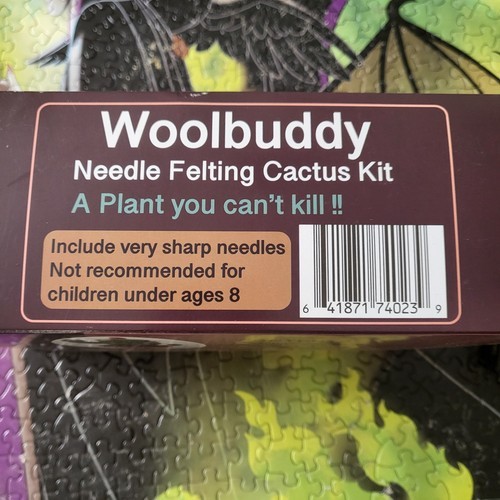 Woolbuddy
Needle Felting Cactus Kit
A Plant you can't kill !!
Include very sharp needles
Not recommended for
children under ages 8
6 41871 74023 9